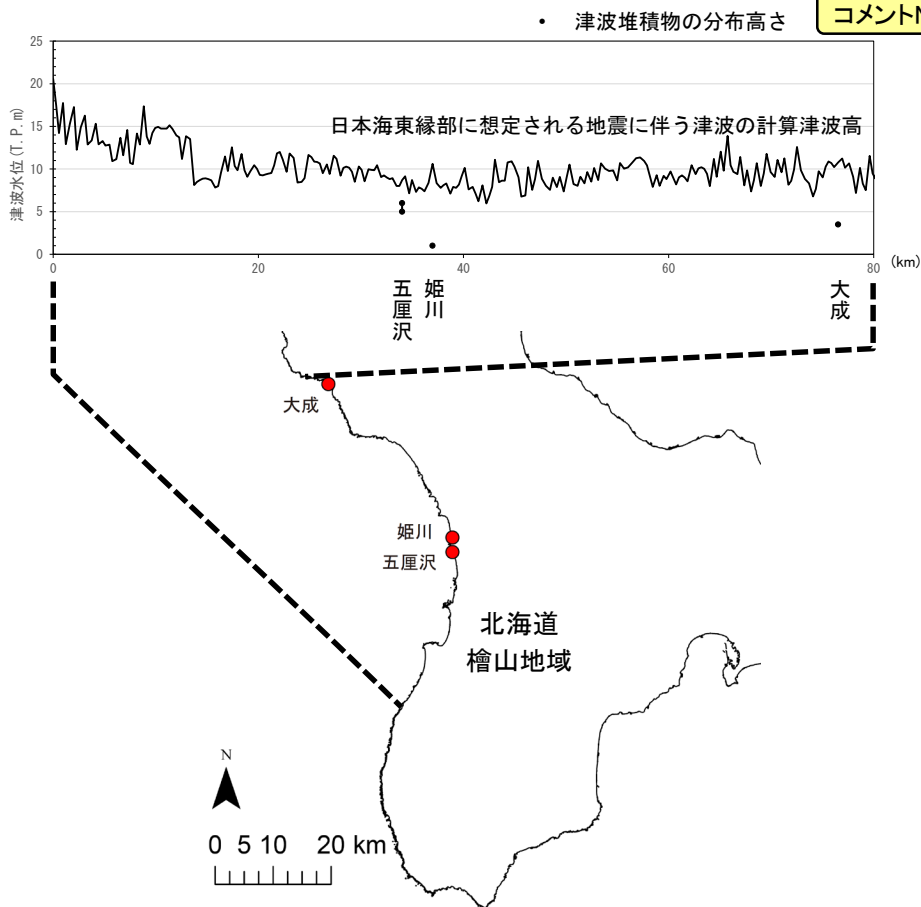 • 津波堆積物の分布高さ
コメントN
津波水位(T.P.m)
25
20
15
10
5
0
日本海東縁部に想定される地震に伴う津波の計算津波高
0 20 40 60 80 (km)
五厘沢
姫川
大成
大成
姫川
五厘沢
北海道
檜山地域
N
0 5 10 20 km